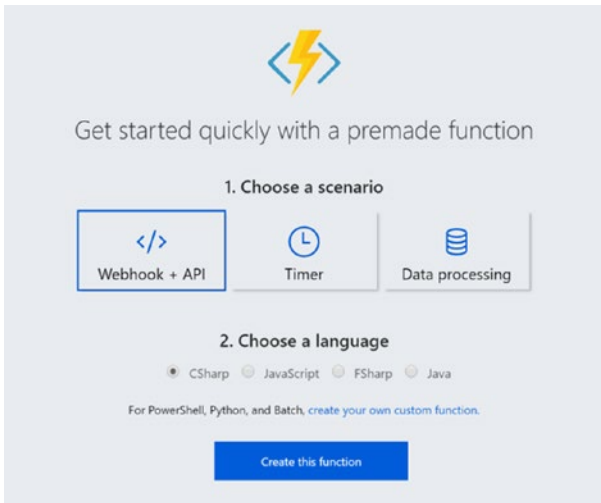 Get started quickly with a premade function
1. Choose a scenario
</>
Webhook + API Timer Data processing
2. Choose a language
CSharp JavaScript FSharp Java
For PowerShell, Python, and Batch, create your own custom function.
Create this function